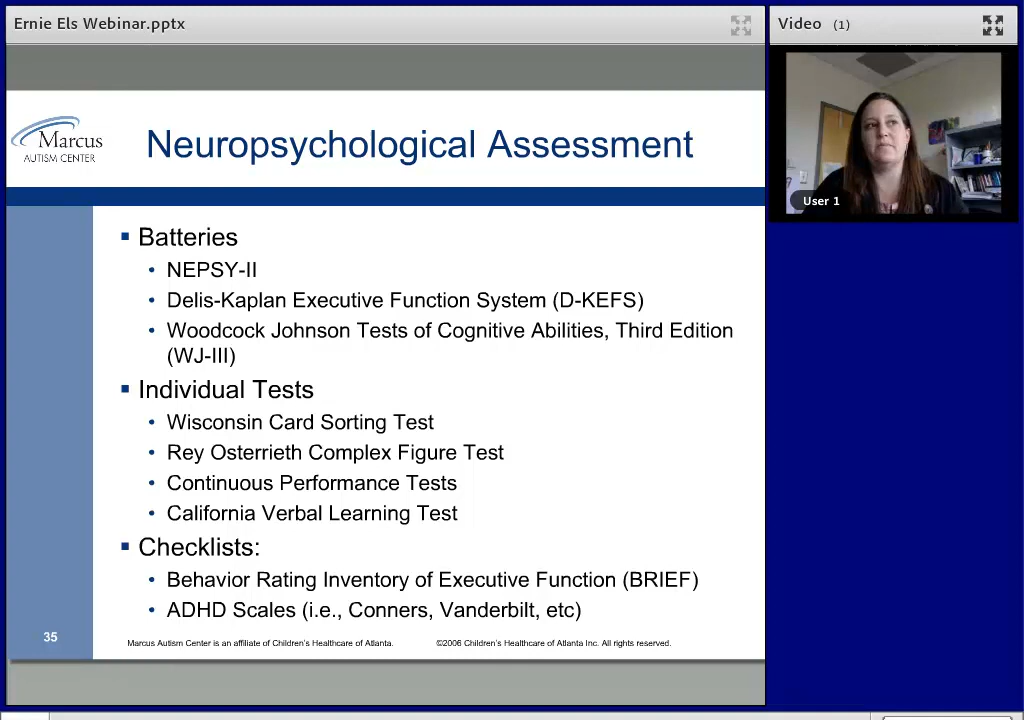 Ernie Els Webinar.pptx
Video (1)
Marcus
AUTISM CENTER
Neuropsychological Assessment
User 1
▪ Batteries
• NEPSY-II
• Delis-Kaplan Executive Function System (D-KEFS)
• Woodcock Johnson Tests of Cognitive Abilities, Third Edition
(WJ-III)
▪ Individual Tests
• Wisconsin Card Sorting Test
• Rey Osterrieth Complex Figure Test
• Continuous Performance Tests
• California Verbal Learning Test
▪ Checklists:
• Behavior Rating Inventory of Executive Function (BRIEF)
• ADHD Scales (i.e., Conners, Vanderbilt, etc)
35
Marcus Autism Center is an affiliate of Children's Healthcare of Atlanta. ©2006 Children's Healthcare of Atlanta Inc. All rights reserved.